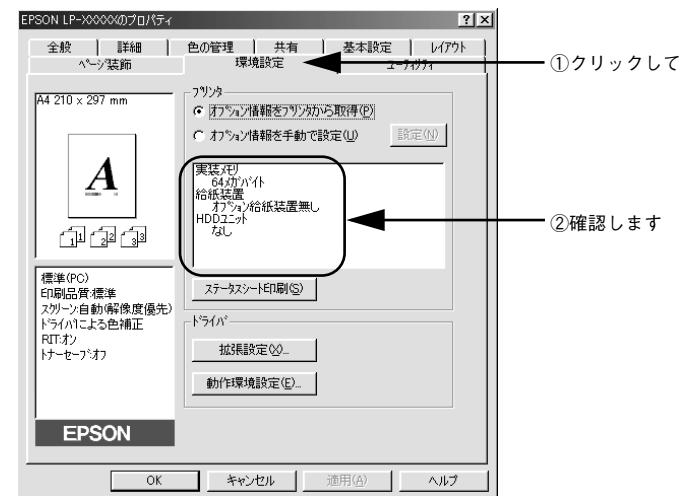 EPSON LP-XXXXXのプロパティ
全般 詳細 色の管理 共有 基本設定 レイアウト
ページ装飾 環境設定 ユーティリティ
①クリックして
A4 210 x 297 mm
プリンタ
オプション情報をプリンタから取得(P)
オプション情報を手動で設定(U) 設定(N)
A
実装メモリ
64メガバイト
給紙装置
オプション給紙装置無し
HDDユニット
なし
②確認します
1 1 2 2 3 3
標準(PC)
印刷品質:標準
スクリーン:自動(解像度優先)
ドライバによる色補正
RIT:オン
トナーセーブ:オフ
ステータスシート印刷(S)
ドライバ
拡張設定(X)...
動作環境設定(E)...
EPSON
OK キャンセル 適用(A) ヘルプ